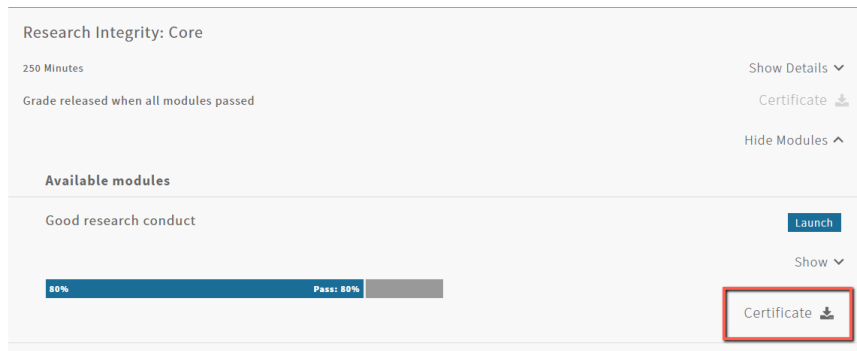 Research Integrity: Core
250 Minutes
Show Details
Grade released when all modules passed
Certificate
Hide Modules
Available modules
Good research conduct
Launch
Show
80% Pass: 80%
Certificate